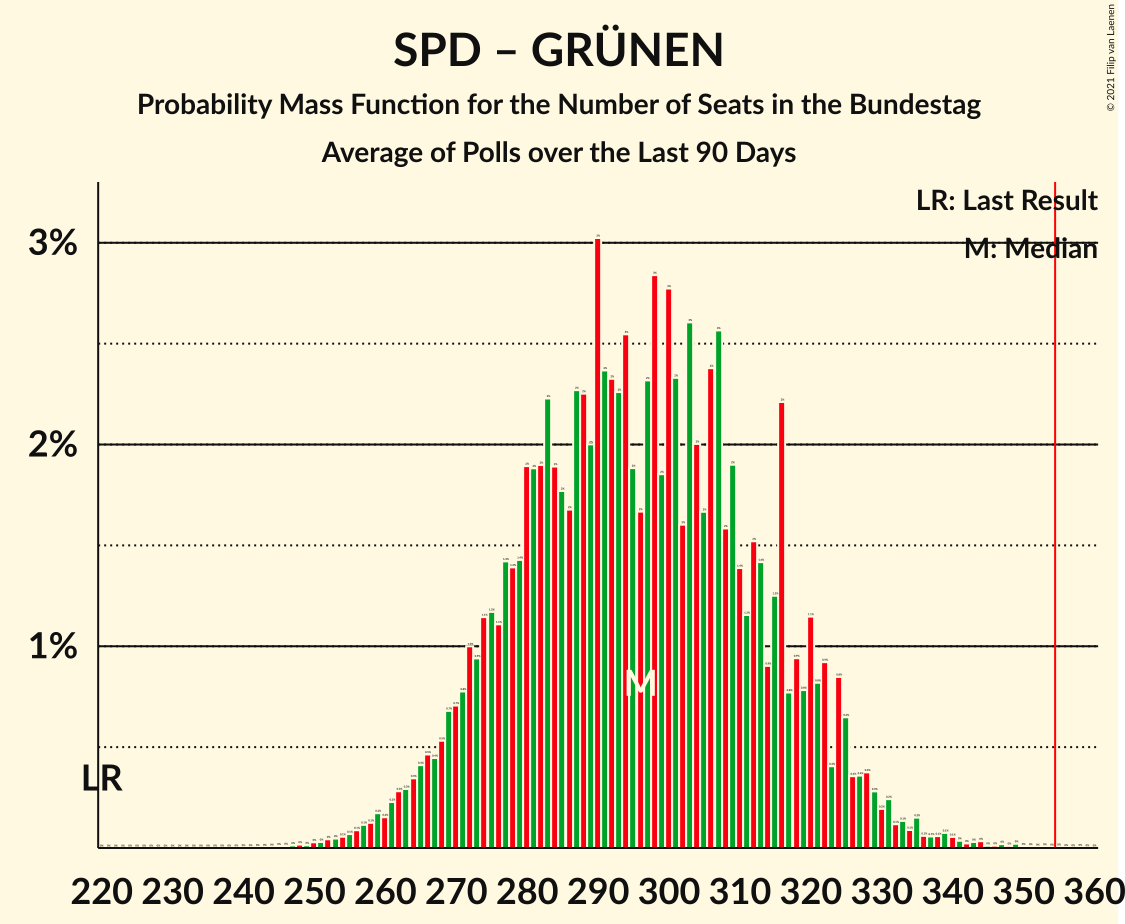 SPD – GRÜNEN
Probability Mass Function for the Number of Seats in the Bundestag
Average of Polls over the Last 90 Days
© 2021 Filip van Laenen
LR: Last Result
M: Median
3%
2%
1%
M
LR
220 230 240 250 260 270 280 290 300 310 320 330 340 350 360